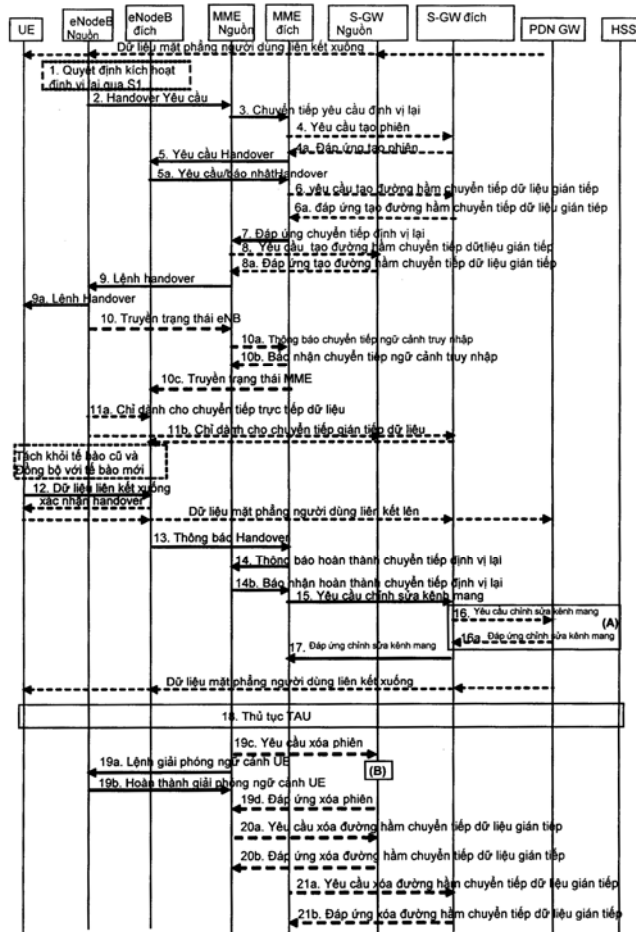 UE
eNodeB
Nguồn
eNodeB
đích
MME
Nguồn
MME
đích
S-GW
Nguồn
S-GW đích
PDN GW
HSS
Dữ liệu mặt phẳng người dùng liên kết xuống
1. Quyết định kích hoạt
định vị lại qua S1
2. Handover Yêu cầu
3. Chuyển tiếp yêu cầu định vị lại
4. Yêu cầu tạo phiên
4a. Đáp ứng tạo phiên
5. Yêu cầu Handover
5a. Yêu cầu/báo nhận Handover
6. yêu cầu tạo đường hầm chuyển tiếp dữ liệu gián tiếp
6a. đáp ứng tạo đường hầm chuyển tiếp dữ liệu gián tiếp
7. Đáp ứng chuyển tiếp định vị lại
8. Yêu cầu tạo đường hầm chuyển tiếp dữ liệu gián tiếp
8a. Đáp ứng tạo đường hầm chuyển tiếp dữ liệu gián tiếp
9. Lệnh handover
9a. Lệnh Handover
10. Truyền trạng thái eNB
10a. Thông báo chuyển tiếp ngữ cảnh truy nhập
10b. Báo nhận chuyển tiếp ngữ cảnh truy nhập
10c. Truyền trạng thái MME
11a. Chỉ dành cho chuyển tiếp trực tiếp dữ liệu
11b. Chỉ dành cho chuyển tiếp gián tiếp dữ liệu
Tách khỏi tế bào cũ và
Đồng bộ với tế bào mới
12. Dữ liệu liên kết xuống
xác nhận handover
Dữ liệu mặt phẳng người dùng liên kết lên
13. Thông báo Handover
14. Thông báo hoàn thành chuyển tiếp định vị lại
14b. Báo nhận hoàn thành chuyển tiếp định vị lại
15. Yêu cầu chỉnh sửa kênh mang
16. Yêu cầu chỉnh sửa kênh mang
(A)
16a. Đáp ứng chỉnh sửa kênh mang
17. Đáp ứng chỉnh sửa kênh mang
Dữ liệu mặt phẳng người dùng liên kết xuống
18. Thủ tục TAU
19c. Yêu cầu xóa phiên
19a. Lệnh giải phóng ngữ cảnh UE
(B)
19b. Hoàn thành giải phóng ngữ cảnh UE
19d. Đáp ứng xóa phiên
20a. Yêu cầu xóa đường hầm chuyển tiếp dữ liệu gián tiếp
20b. Đáp ứng xóa đường hầm chuyển tiếp dữ liệu gián tiếp
21a. Yêu cầu xóa đường hầm chuyển tiếp dữ liệu gián tiếp
21b. Đáp ứng xóa đường hầm chuyển tiếp dữ liệu gián tiếp